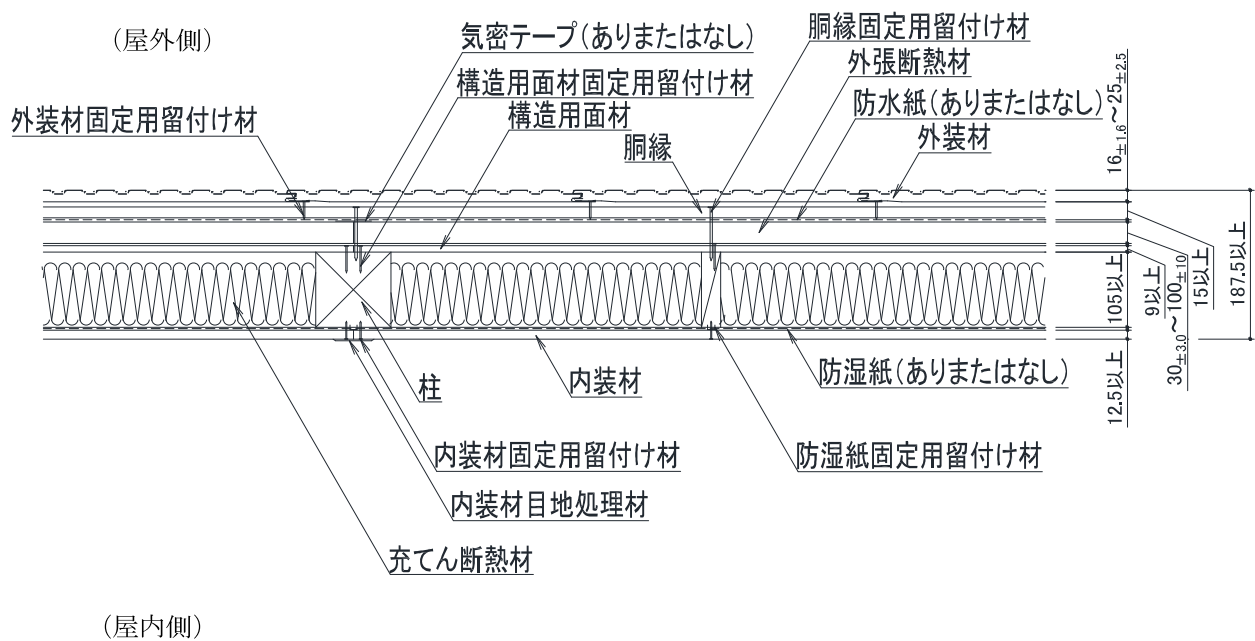 （屋外側）
気密テープ（ありまたはなし）
胴縁固定用留付け材
構造用面材固定用留付け材
外張断熱材
外装材固定用留付け材
構造用面材
防水紙（ありまたはなし）
胴縁
外装材
16±1.6～25±2.5
15以上
30±3.0～100±10
9以上
105以上
12.5以上
187.5以上
柱
内装材
防湿紙（ありまたはなし）
内装材固定用留付け材
防湿紙固定用留付け材
内装材目地処理材
充てん断熱材
（屋内側）